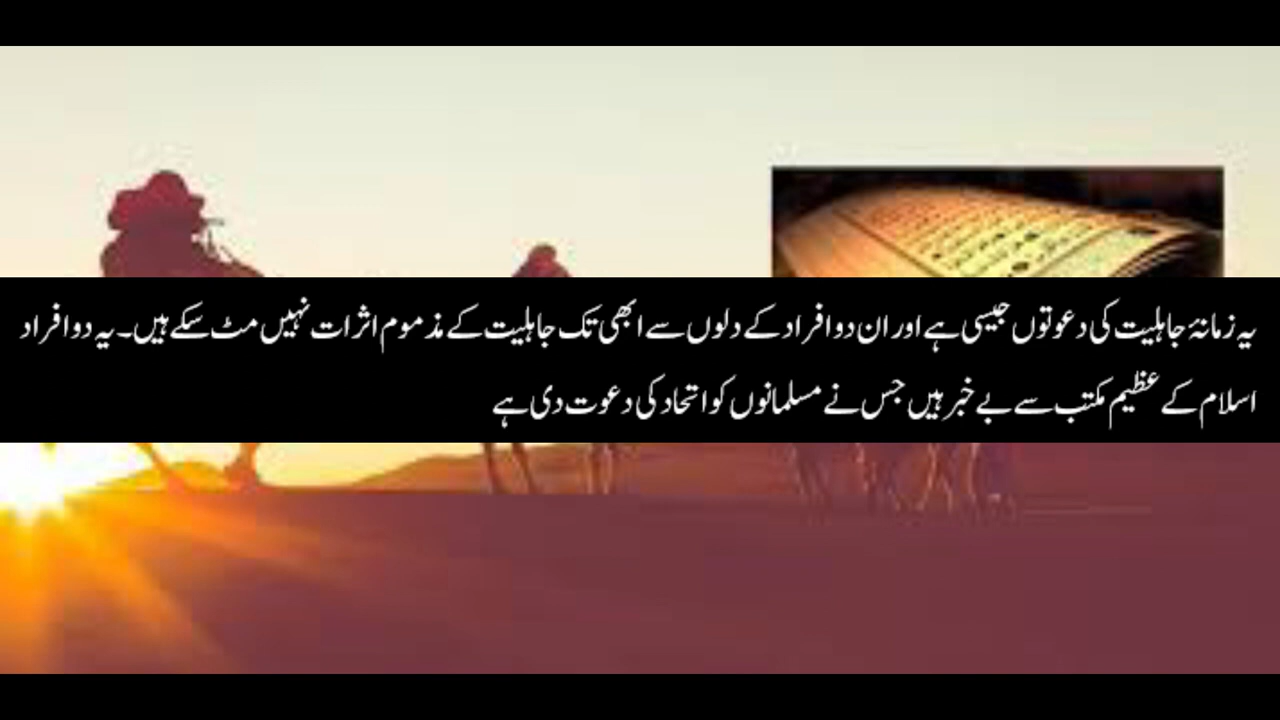 یہ زمانۂ جاہلیت کی دعوتوں جیسی ہے اور ان دو افراد کے دلوں سے ابھی تک جاہلیت کے مذموم اثرات نہیں مٹ سکے ہیں۔ یہ دو افراد
اسلام کے عظیم مکتب سے بے خبر ہیں جس نے مسلمانوں کو اتحاد کی دعوت دی ہے